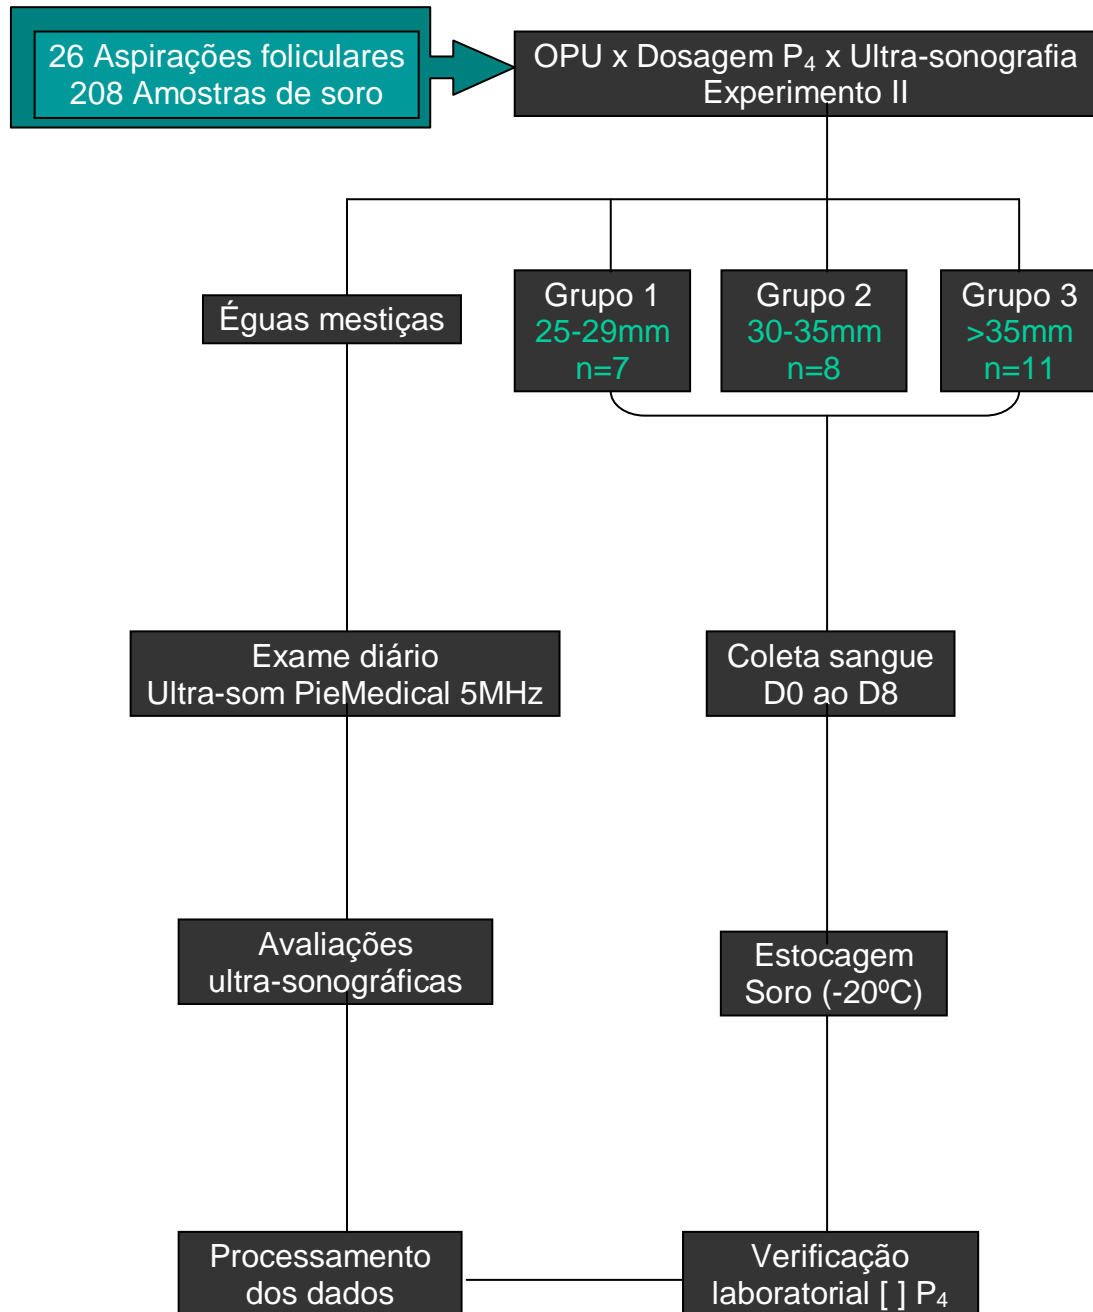 26 Aspirações foliculares
208 Amostras de soro
OPU x Dosagem P₄ x Ultra-sonografia
Experimento II
Éguas mestiças
Grupo 1
25-29mm
n=7
Grupo 2
30-35mm
n=8
Grupo 3
>35mm
n=11
Exame diário
Ultra-som PieMedical 5MHz
Coleta sangue
D0 ao D8
Avaliações
ultra-sonográficas
Estocagem
Soro (-20ºC)
Processamento
dos dados
Verificação
laboratorial [ ] P₄